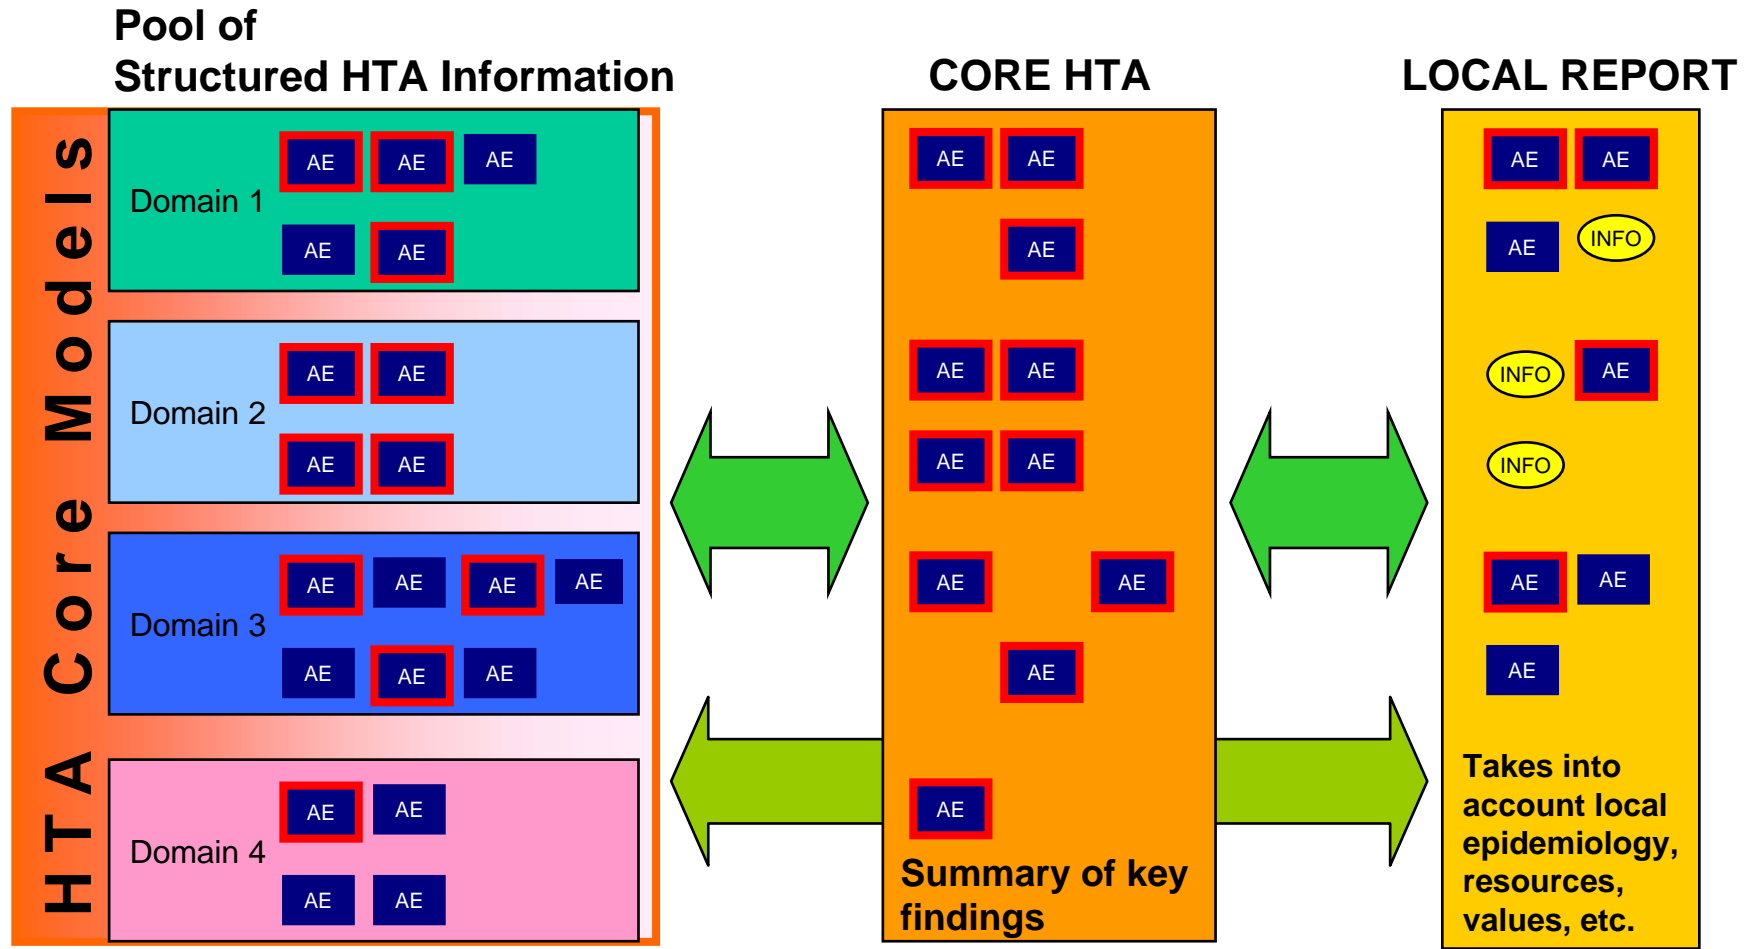 Pool of
Structured HTA Information
CORE HTA
LOCAL REPORT
HTA Core Models
Domain 1
AE AE AE
AE AE
Domain 2
AE AE
AE AE
Domain 3
AE AE AE AE
AE AE AE
Domain 4
AE AE
AE AE
AE AE
AE
AE AE
AE AE
AE AE
AE
AE
Summary of key
findings
AE AE
AE INFO
INFO AE
INFO
AE AE
AE
Takes into
account local
epidemiology,
resources,
values, etc.